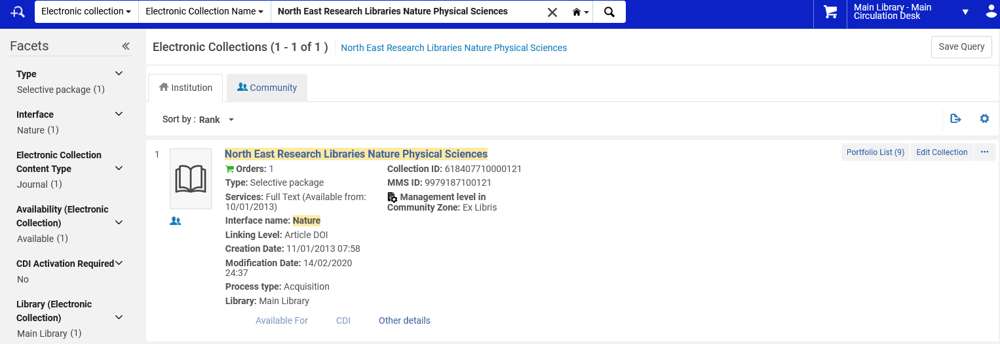 Electronic collection Electronic Collection Name North East Research Libraries Nature Physical Sciences
Main Library - Main
Circulation Desk
Facets
Type
Selective package (1)
Interface
Nature (1)
Electronic Collection
Content Type
Journal (1)
Availability (Electronic
Collection)
Available (1)
CDI Activation Required
No
Library (Electronic
Collection)
Main Library (1)
Electronic Collections (1 - 1 of 1 ) North East Research Libraries Nature Physical Sciences
Save Query
Institution Community
Sort by : Rank
1
North East Research Libraries Nature Physical Sciences
Portfolio List (9) Edit Collection ...
Orders: 1
Type: Selective package
Services: Full Text (Available from:
10/01/2013)
Interface name: Nature
Linking Level: Article DOI
Creation Date: 11/01/2013 07:58
Modification Date: 14/02/2020
24:37
Process type: Acquisition
Library: Main Library
Collection ID: 618407710000121
MMS ID: 9979187100121
Management level in
Community Zone: Ex Libris
Available For CDI Other details